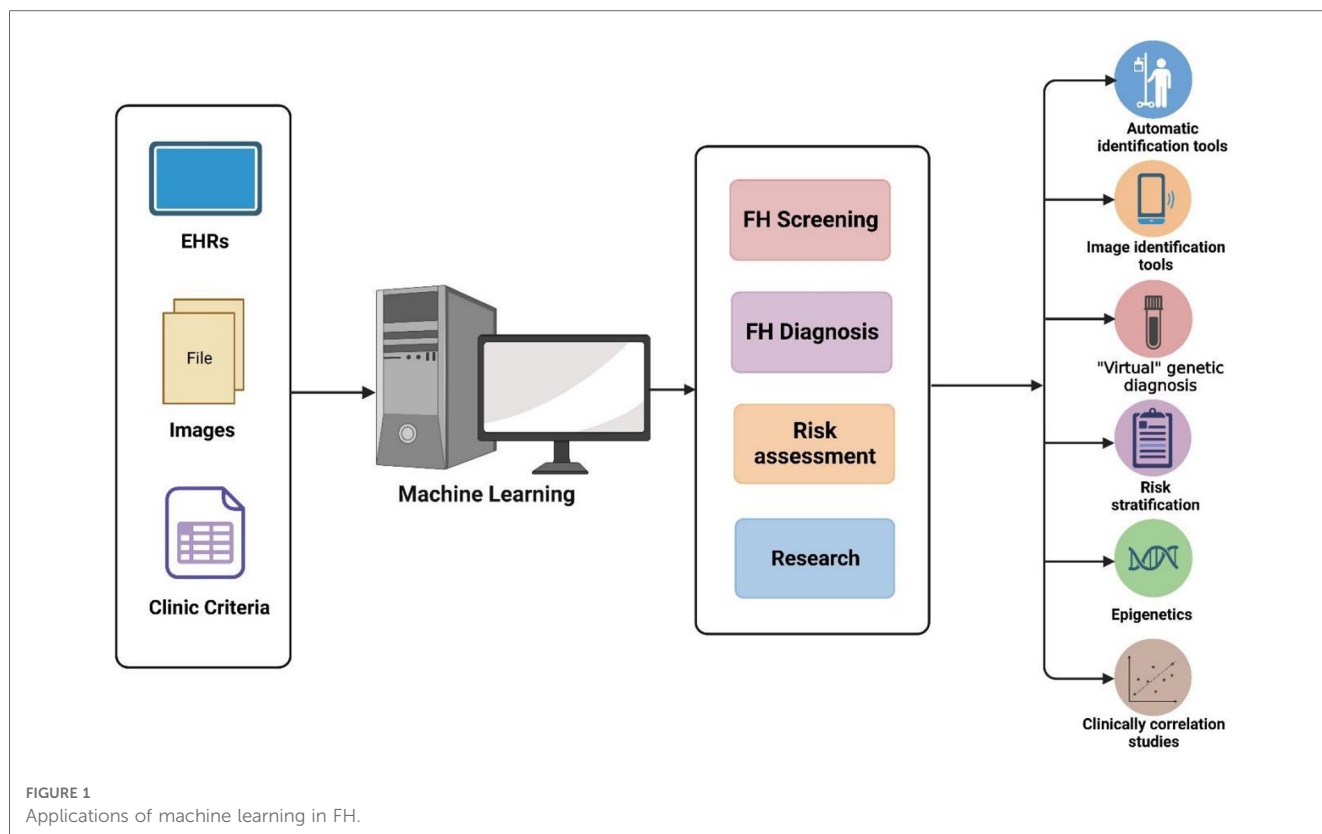 EHRs
File
Images
Clinic Criteria
Machine Learning
FH Screening
FH Diagnosis
Risk
assessment
Research
Automatic
identification tools
Image identification
tools
"Virtual" genetic
diagnosis
Risk
stratification
Epigenetics
Clinically correlation
studies
FIGURE 1
Applications of machine learning in FH.